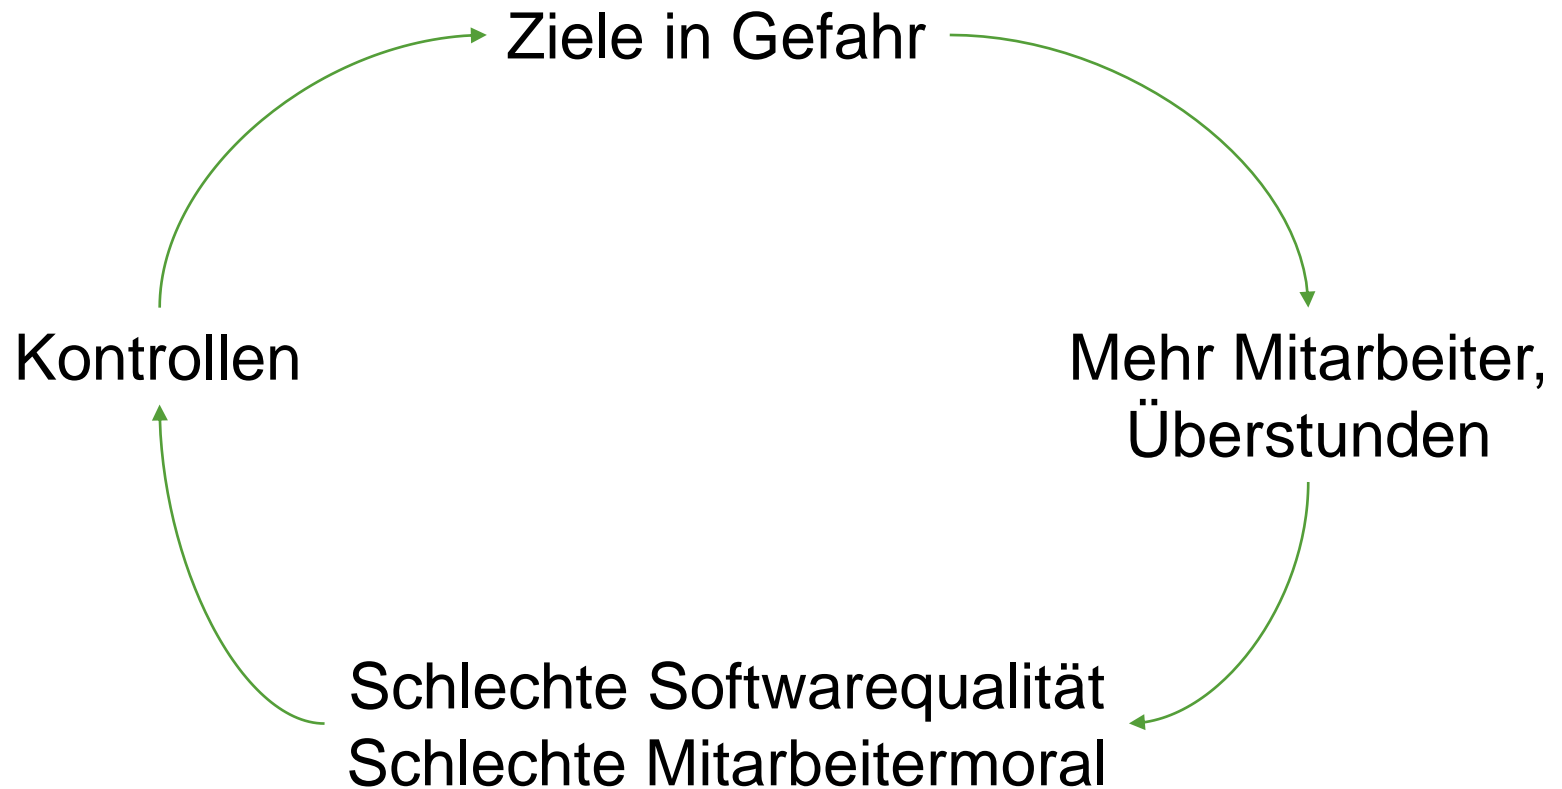 Ziele in Gefahr
Mehr Mitarbeiter,
Überstunden
Schlechte Softwarequalität
Schlechte Mitarbeitermoral
Kontrollen